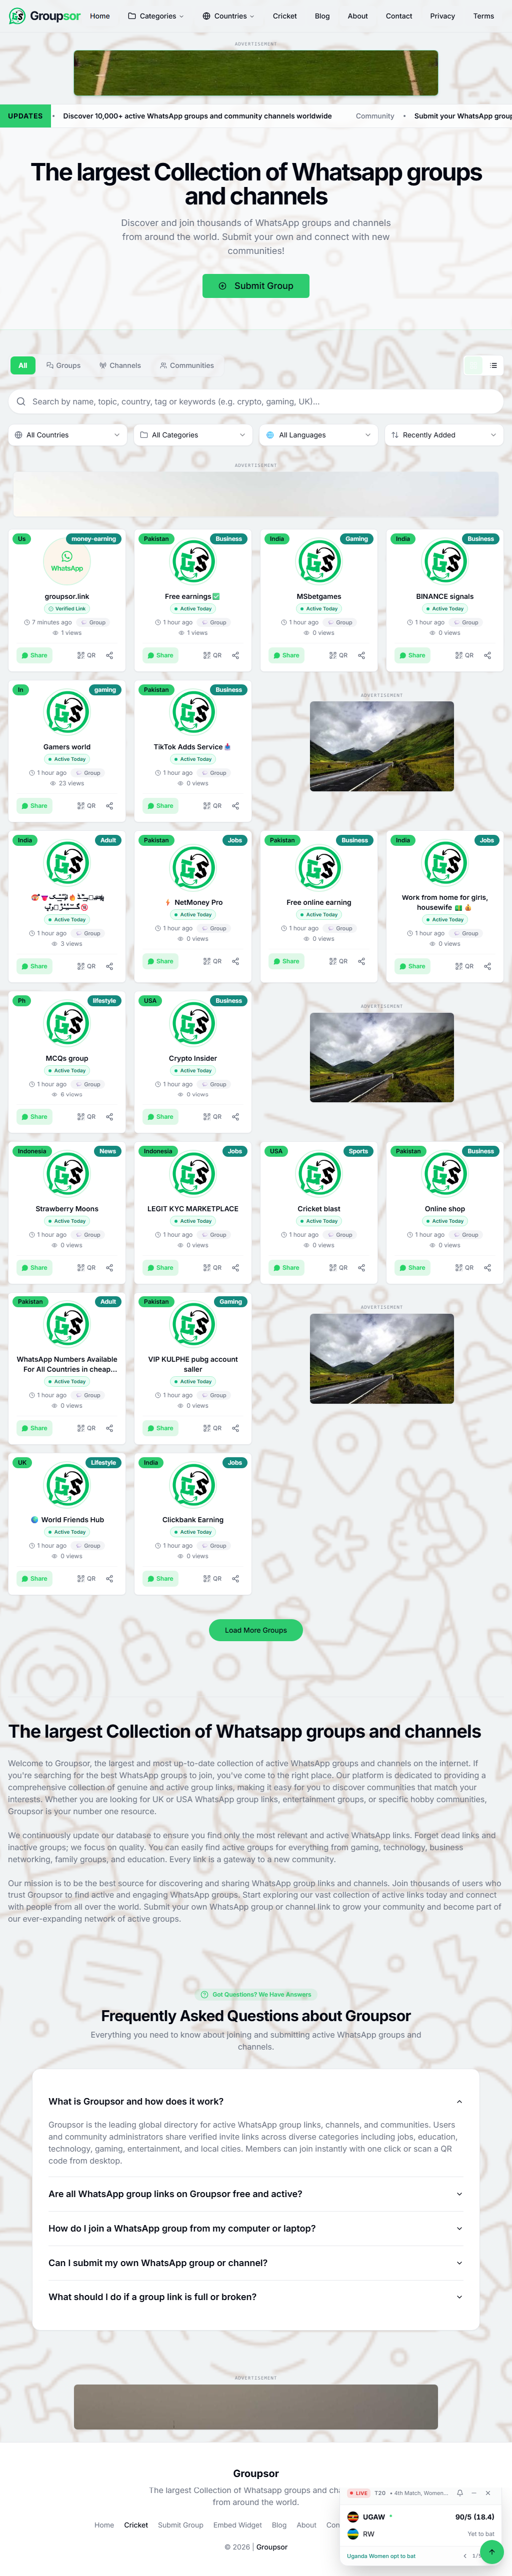 Groupsor
Home
Categories
Countries
Cricket
Blog
About
Contact
Privacy
Terms
ADVERTISEMENT
UPDATES
• Discover 10,000+ active WhatsApp groups and community channels worldwide
Community • Submit your WhatsApp group
The largest Collection of Whatsapp groups
and channels
Discover and join thousands of WhatsApp groups and channels
from around the world. Submit your own and connect with new
communities!
Submit Group
All
Groups
Channels
Communities
Search by name, topic, country, tag or keywords (e.g. crypto, gaming, UK)...
All Countries
All Categories
All Languages
Recently Added
ADVERTISEMENT
Us
money-earning
WhatsApp
groupsor.link
Verified Link
7 minutes ago
Group
1 views
Share
QR
Pakistan
Business
Free earnings✅
Active Today
1 hour ago
Group
1 views
Share
QR
India
Gaming
MSbetgames
Active Today
1 hour ago
Group
0 views
Share
QR
India
Business
BINANCE signals
Active Today
1 hour ago
Group
0 views
Share
QR
In
gaming
Gamers world
Active Today
1 hour ago
Group
23 views
Share
QR
Pakistan
Business
TikTok Adds Service
Active Today
1 hour ago
Group
0 views
Share
QR
ADVERTISEMENT
India
Adult
Active Today
1 hour ago
Group
3 views
Share
QR
Pakistan
Jobs
⚡ NetMoney Pro
Active Today
1 hour ago
Group
0 views
Share
QR
Pakistan
Business
Free online earning
Active Today
1 hour ago
Group
0 views
Share
QR
India
Jobs
Work from home for girls,
housewife
Active Today
1 hour ago
Group
0 views
Share
QR
Ph
lifestyle
MCQs group
Active Today
1 hour ago
Group
6 views
Share
QR
USA
Business
Crypto Insider
Active Today
1 hour ago
Group
0 views
Share
QR
ADVERTISEMENT
Indonesia
News
Strawberry Moons
Active Today
1 hour ago
Group
0 views
Share
QR
Indonesia
Jobs
LEGIT KYC MARKETPLACE
Active Today
1 hour ago
Group
0 views
Share
QR
USA
Sports
Cricket blast
Active Today
1 hour ago
Group
0 views
Share
QR
Pakistan
Business
Online shop
Active Today
1 hour ago
Group
0 views
Share
QR
Pakistan
Adult
WhatsApp Numbers Available
For All Countries in cheap...
Active Today
1 hour ago
Group
0 views
Share
QR
Pakistan
Gaming
VIP KULPHE pubg account
saller
Active Today
1 hour ago
Group
0 views
Share
QR
ADVERTISEMENT
UK
Lifestyle
World Friends Hub
Active Today
1 hour ago
Group
0 views
Share
QR
India
Jobs
Clickbank Earning
Active Today
1 hour ago
Group
0 views
Share
QR
Load More Groups
The largest Collection of Whatsapp groups and channels
Welcome to Groupsor, the largest and most up-to-date collection of active WhatsApp groups and channels on the internet. If
you're searching for the best WhatsApp groups to join, you've come to the right place. Our platform is dedicated to providing a
comprehensive collection of genuine and active group links, making it easy for you to discover communities that match your
interests. Whether you are looking for UK or USA WhatsApp group links, entertainment groups, or specific hobby communities,
Groupsor is your number one resource.
We continuously update our database to ensure you find only the most relevant and active WhatsApp links. Forget dead links and
inactive groups; we focus on quality. You can easily find active groups for everything from gaming, technology, business
networking, family groups, and education. Every link is a gateway to a new community.
Our mission is to be the best source for discovering and sharing WhatsApp group links and channels. Join thousands of users who
trust Groupsor to find active and engaging WhatsApp groups. Start exploring our vast collection of active links today and connect
with people from all over the world. Submit your own WhatsApp group or channel link to grow your community and become part of
our ever-expanding network of active groups.
Got Questions? We Have Answers
Frequently Asked Questions about Groupsor
Everything you need to know about joining and submitting active WhatsApp groups and
channels.
What is Groupsor and how does it work?
Groupsor is the leading global directory for active WhatsApp group links, channels, and communities. Users
and community administrators share verified invite links across diverse categories including jobs, education,
technology, gaming, entertainment, and local cities. Members can join instantly with one click or scan a QR
code from desktop.
Are all WhatsApp group links on Groupsor free and active?
How do I join a WhatsApp group from my computer or laptop?
Can I submit my own WhatsApp group or channel?
What should I do if a group link is full or broken?
ADVERTISEMENT
Groupsor
The largest Collection of Whatsapp groups and
from around the world.
Home
Cricket
Submit Group
Embed Widget
Blog
About
© 2026 | Groupsor
LIVE
T20
• 4th Match, Women...
UGAW
90/5 (18.4)
RW
Yet to bat
Uganda Women opt to bat